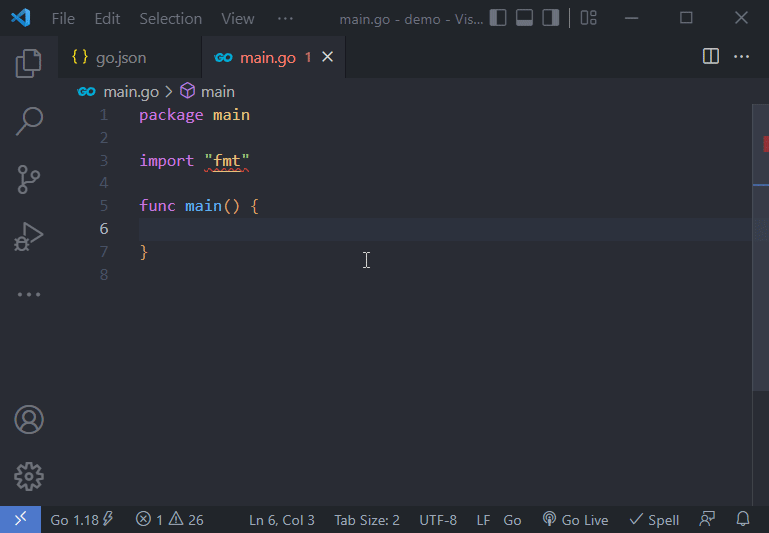 File Edit Selection View ··· main.go - demo - Vis...
{ } go.json GO main.go 1 ×
GO main.go > main
1 package main
2
3 import "fmt"
4
5 func main() {
6
7 }
8
Go 1.18 1 26 Ln 6, Col 3 Tab Size: 2 UTF-8 LF Go Go Live Spell